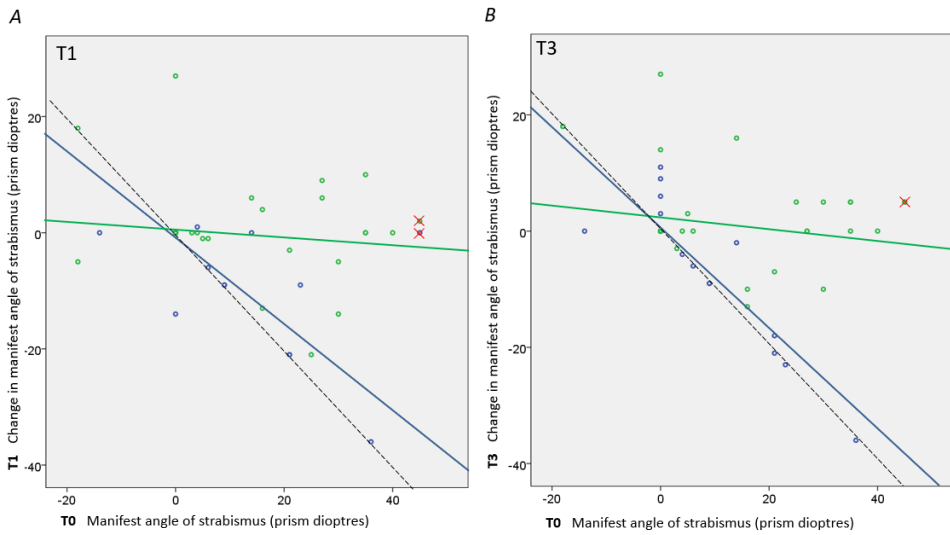 A
T1
20
0
-20
-40
T1 Change in manifest angle of strabismus (prism dioptres)
-20 0 20 40
T0 Manifest angle of strabismus (prism dioptres)
B
T3
20
0
-20
-40
T3 Change in manifest angle of strabismus (prism dioptres)
-20 0 20 40
T0 Manifest angle of strabismus (prism dioptres)